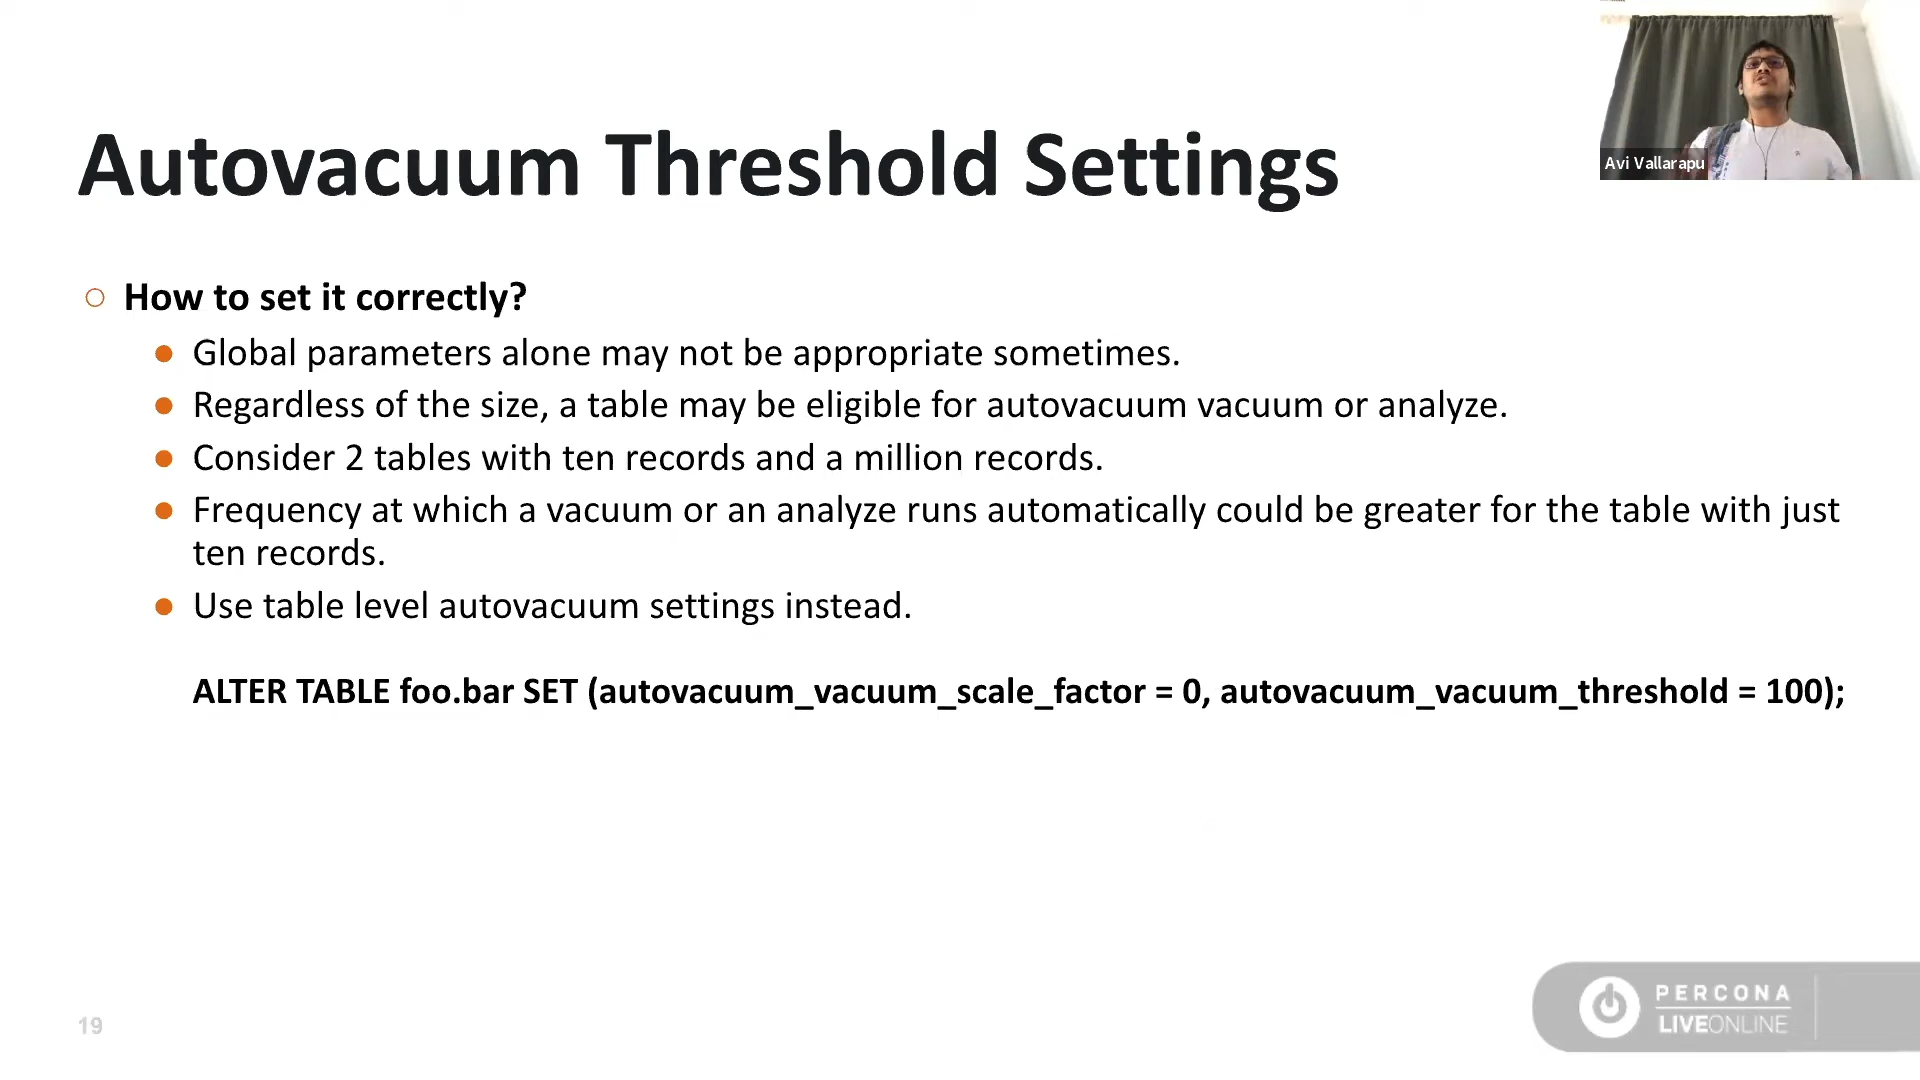 Avi Vallarapu
Autovacuum Threshold Settings
How to set it correctly?
Global parameters alone may not be appropriate sometimes.
Regardless of the size, a table may be eligible for autovacuum vacuum or analyze.
Consider 2 tables with ten records and a million records.
Frequency at which a vacuum or an analyze runs automatically could be greater for the table with just
ten records.
Use table level autovacuum settings instead.
ALTER TABLE foo.bar SET (autovacuum_vacuum_scale_factor = 0, autovacuum_vacuum_threshold = 100);
19
PERCONA
LIVEONLINE